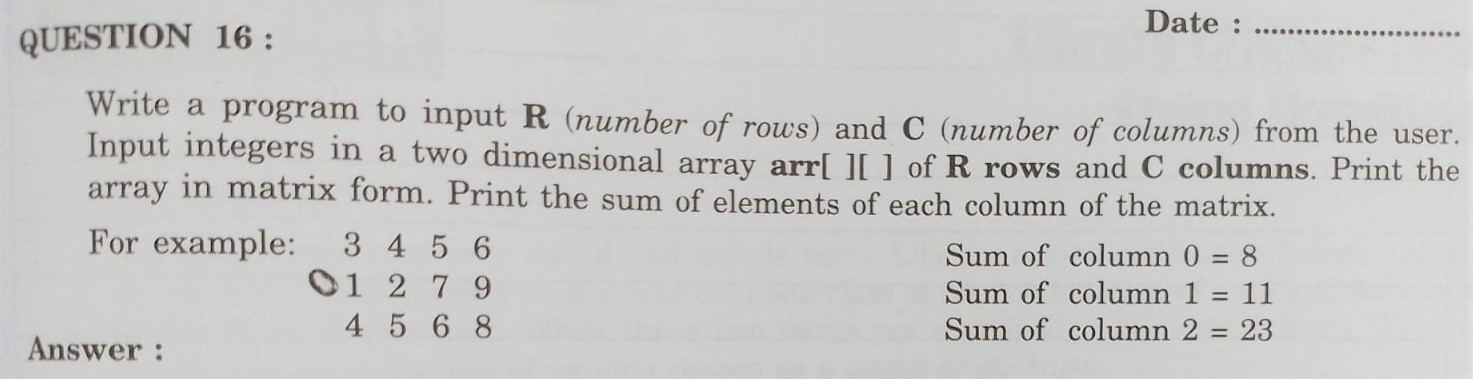 Date : ..........................
QUESTION 16 :
Write a program to input R (number of rows) and C (number of columns) from the user.
Input integers in a two dimensional array arr[ ][ ] of R rows and C columns. Print the
array in matrix form. Print the sum of elements of each column of the matrix.
For example: 3 4 5 6 Sum of column 0 = 8
1 2 7 9 Sum of column 1 = 11
4 5 6 8 Sum of column 2 = 23
Answer :